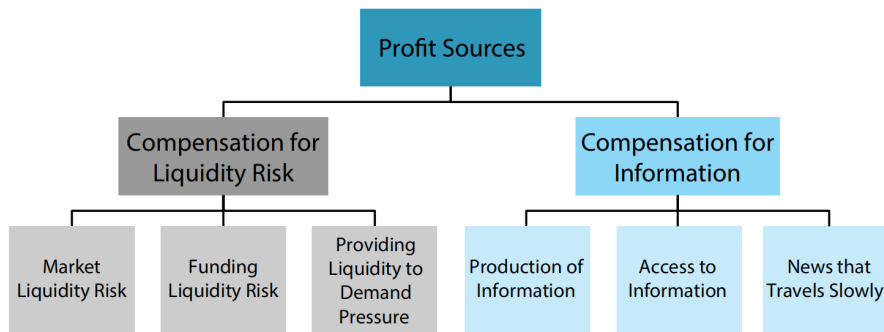 Profit Sources
Compensation for
Liquidity Risk
Compensation for
Information
Market
Liquidity Risk
Funding
Liquidity Risk
Providing
Liquidity to
Demand
Pressure
Production of
Information
Access to
Information
News that
Travels Slowly